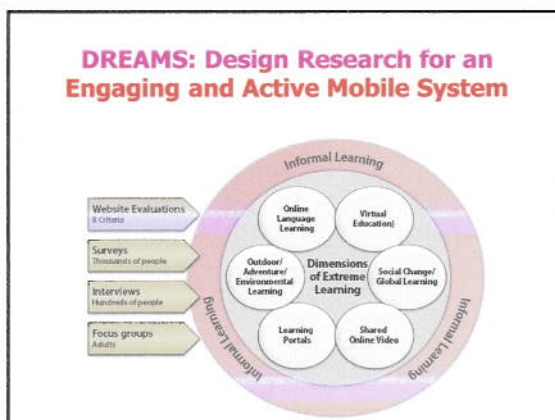 DREAMS: Design Research for an
Engaging and Active Mobile System
Informal Learning
Website Evaluations
8 Criteria
Surveys
Thousands of people
Interviews
Hundreds of people
Focus groups
Adults
Online
Language
Learning
Virtual
Education)
Outdoor/
Adventure/
Environmental
Learning
Dimensions
of Extreme
Learning
Social Change/
Global Learning
Learning
Portals
Shared
Online Video
Informal Learning
Informal Learning